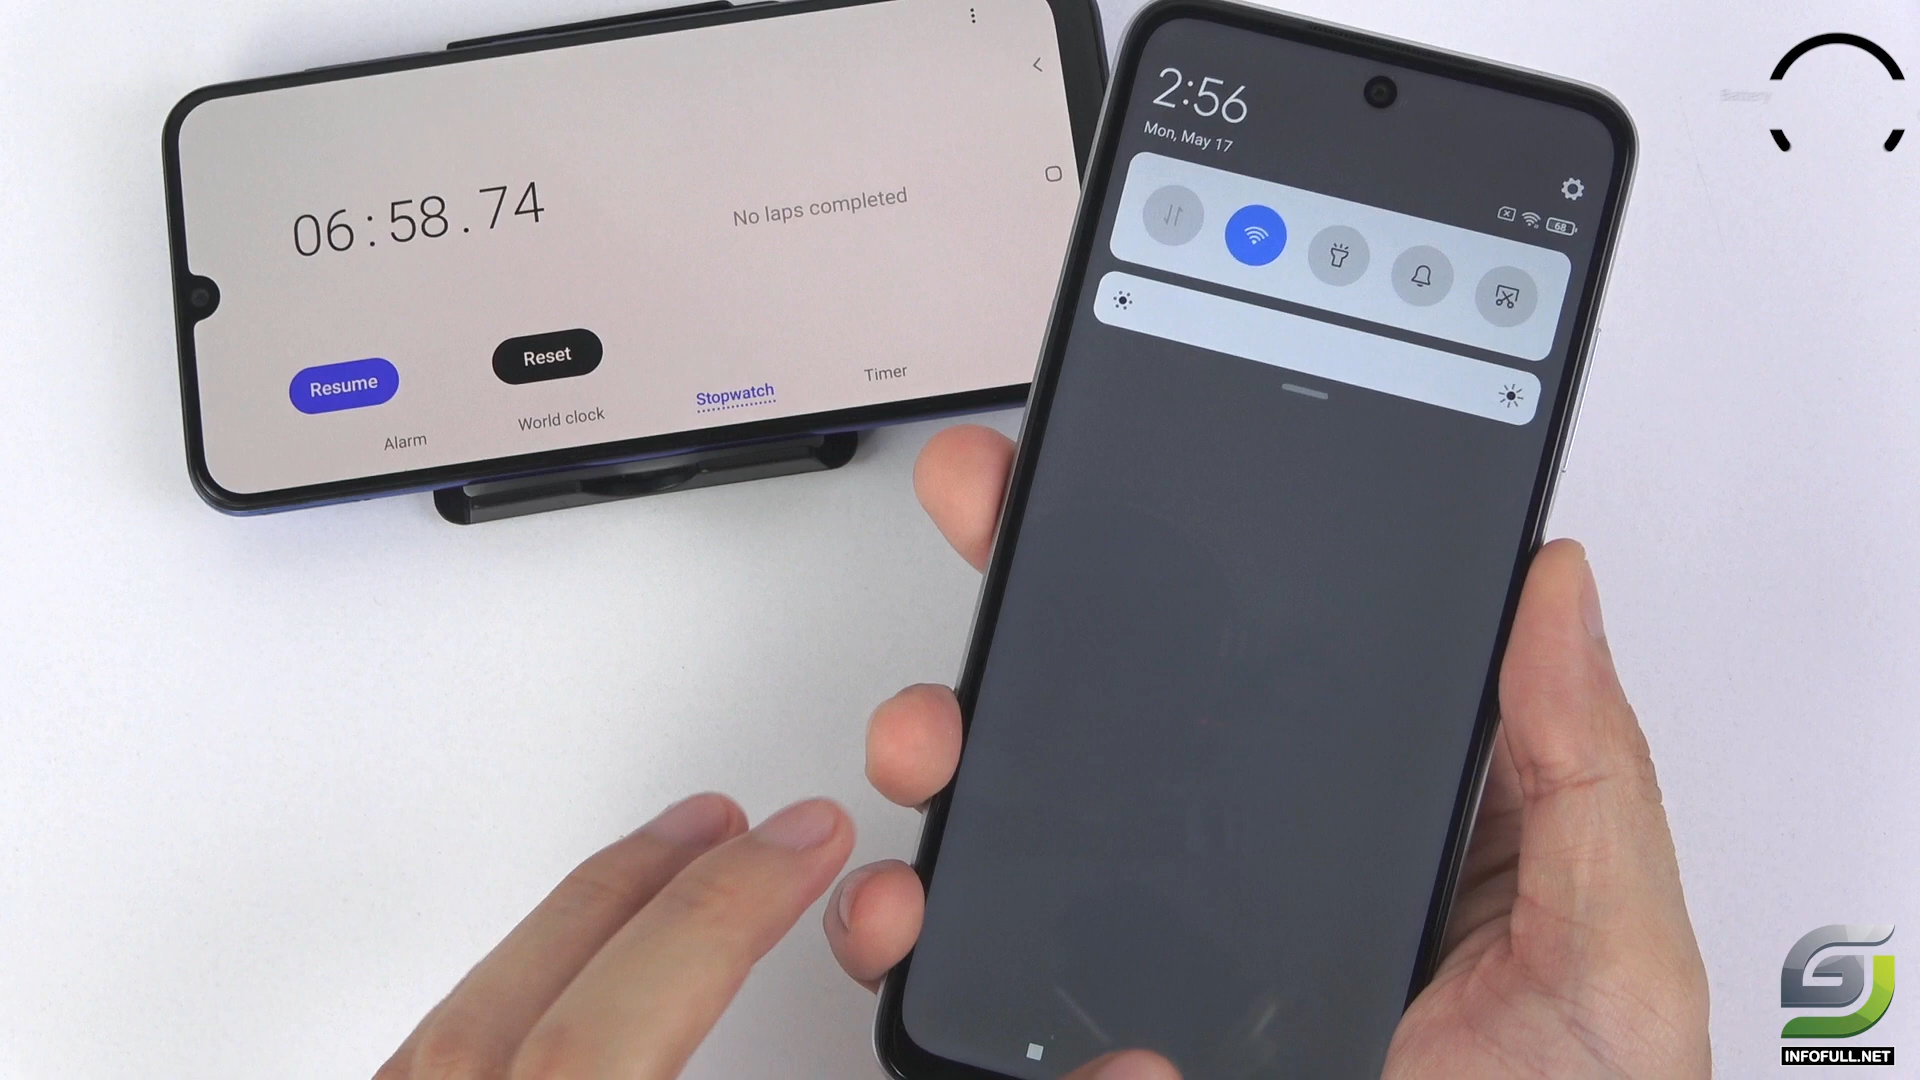 06:58.74
No laps completed
Resume
Reset
Alarm
World clock
Stopwatch
Timer
2:56
Mon, May 17
68
Battery
INFOFULL.NET